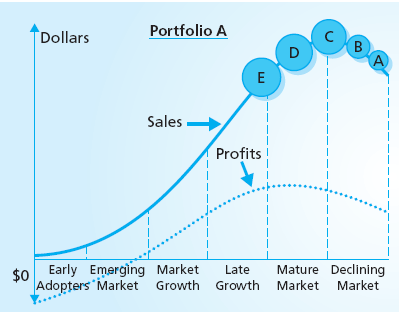 Portfolio A
Dollars
C
B
D
A
E
Sales
Profits
$0
Early Adopters
Emerging Market
Market Growth
Late Growth
Mature Market
Declining Market